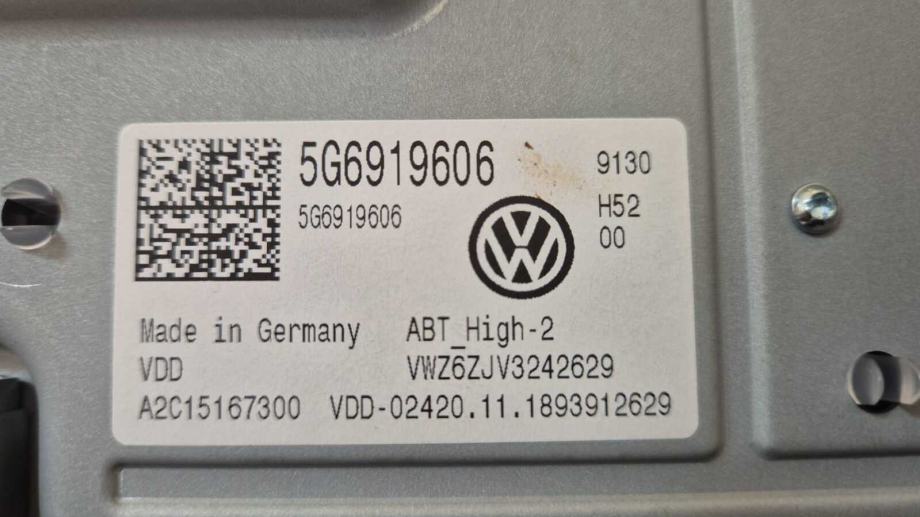 5G6919606
9130
5G6919606
H52
00
Made in Germany
ABT_High-2
VDD
VWZ6ZJV3242629
A2C15167300
VDD-02420.11.1893912629